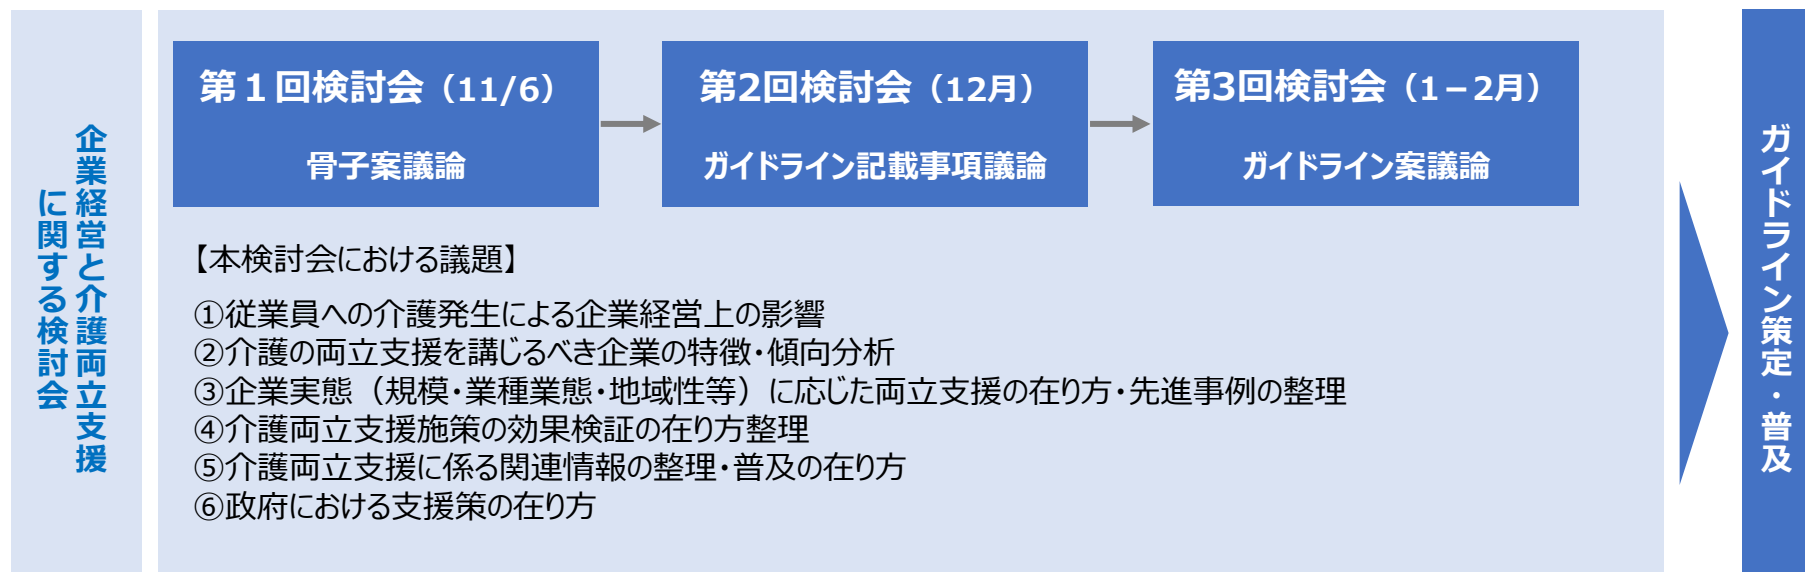 企業経営と介護両立支援
に関する検討会
第１回検討会（11/6）
骨子案議論
第2回検討会（12月）
ガイドライン記載事項議論
第3回検討会（1－2月）
ガイドライン案議論
【本検討会における議題】
①従業員への介護発生による企業経営上の影響
②介護の両立支援を講じるべき企業の特徴・傾向分析
③企業実態（規模・業種業態・地域性等）に応じた両立支援の在り方・先進事例の整理
④介護両立支援施策の効果検証の在り方整理
⑤介護両立支援に係る関連情報の整理・普及の在り方
⑥政府における支援策の在り方
ガイドライン策定・普及